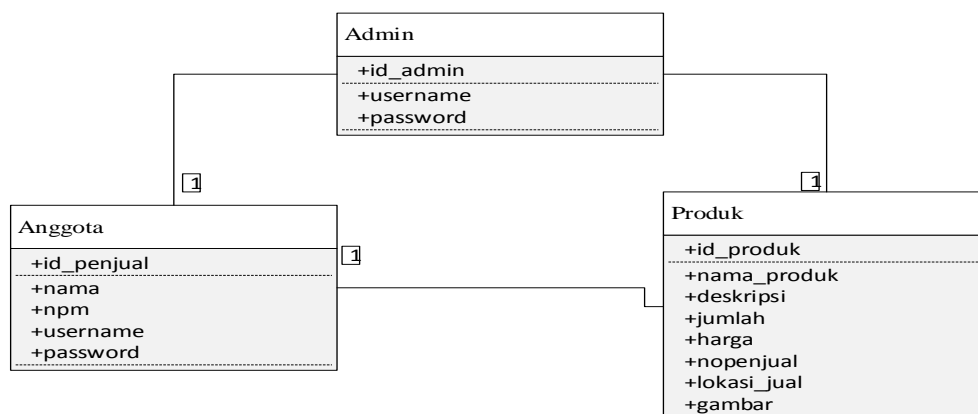 Admin
+id_admin
+username
+password
1
1
Anggota
+id_penjual
+nama
+npm
+username
+password
1
Produk
+id_produk
+nama_produk
+deskripsi
+jumlah
+harga
+nopenjual
+lokasi_jual
+gambar